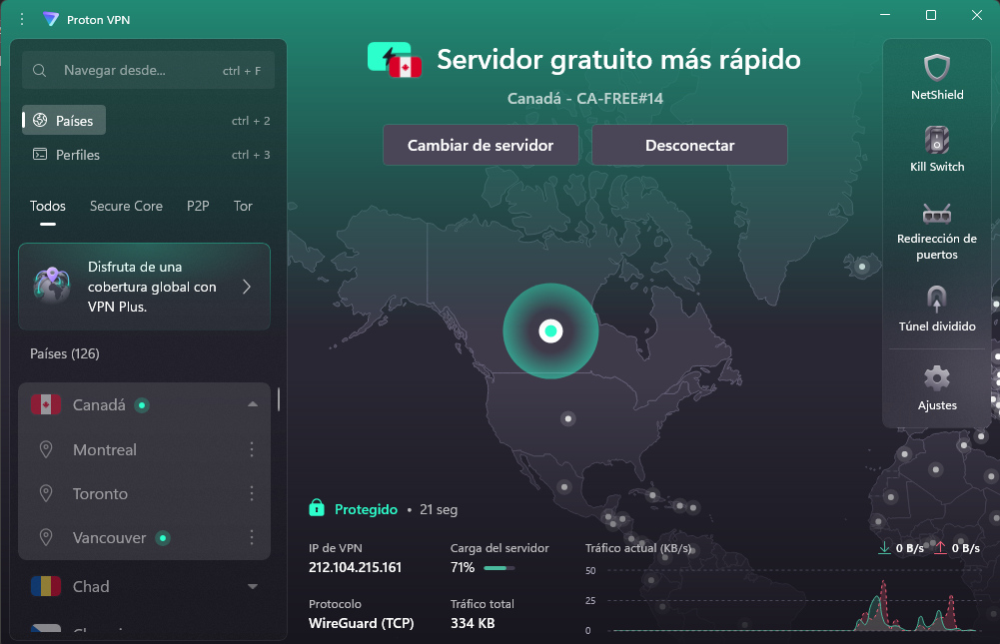 Proton VPN
Navegar desde...
ctrl + F
Países
ctrl + 2
Perfiles
ctrl + 3
Todos
Secure Core
P2P
Tor
Disfruta de una
cobertura global con
VPN Plus.
Países (126)
Canadá
Montreal
Toronto
Vancouver
Chad
Servidor gratuito más rápido
Canadá - CA-FREE#14
Cambiar de servidor
Desconectar
NetShield
Kill Switch
Redirección de
puertos
Túnel dividido
Ajustes
Protegido • 21 seg
IP de VPN
212.104.215.161
Carga del servidor
71%
Protocolo
WireGuard (TCP)
Tráfico total
334 KB
Tráfico actual (KB/s)
0 B/s
0 B/s
50
25
0